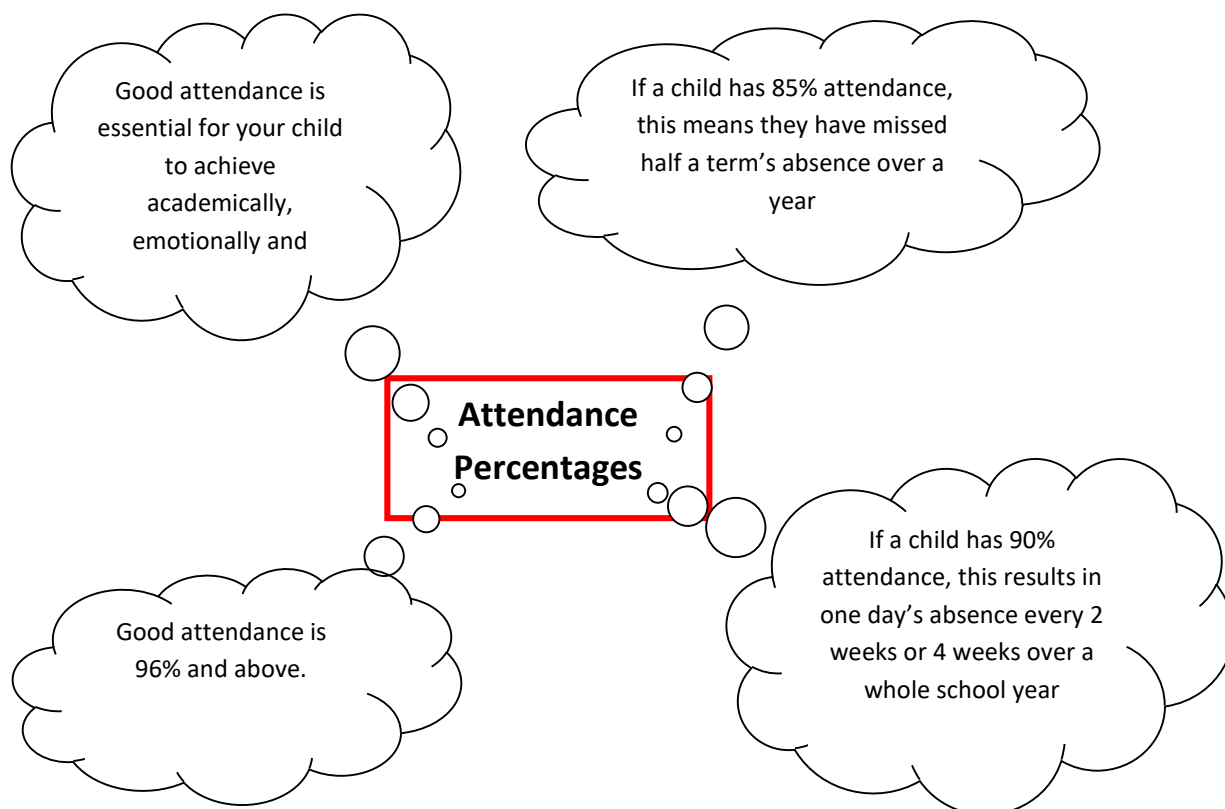 Good attendance is
essential for your child
to achieve
academically,
emotionally and
If a child has 85% attendance,
this means they have missed
half a term’s absence over a
year
Attendance
Percentages
Good attendance is
96% and above.
If a child has 90%
attendance, this results in
one day’s absence every 2
weeks or 4 weeks over a
whole school year